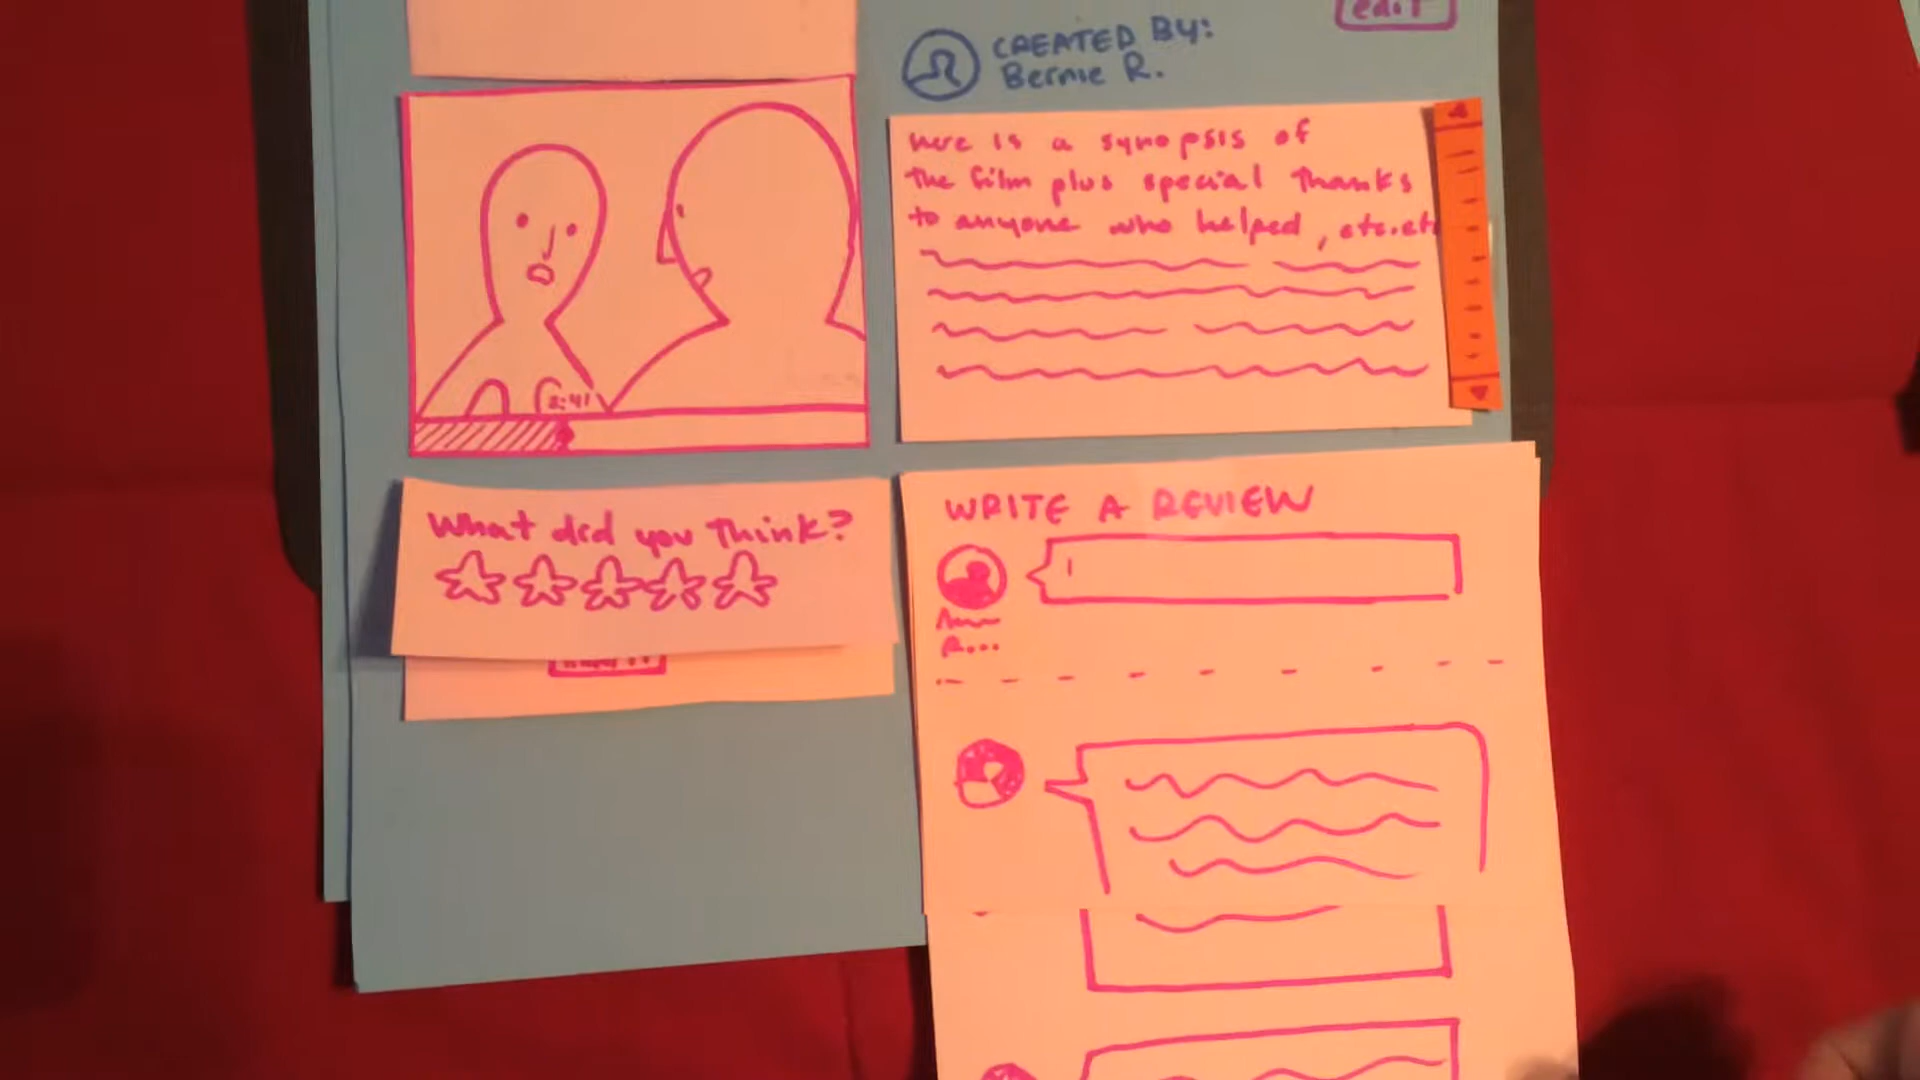 edit
CREATED BY:
Bernie R.
here is a synopsis of
the film plus special thanks
to anyone who helped, etc.etc
2:41
What did you think?
WRITE A REVIEW
R...